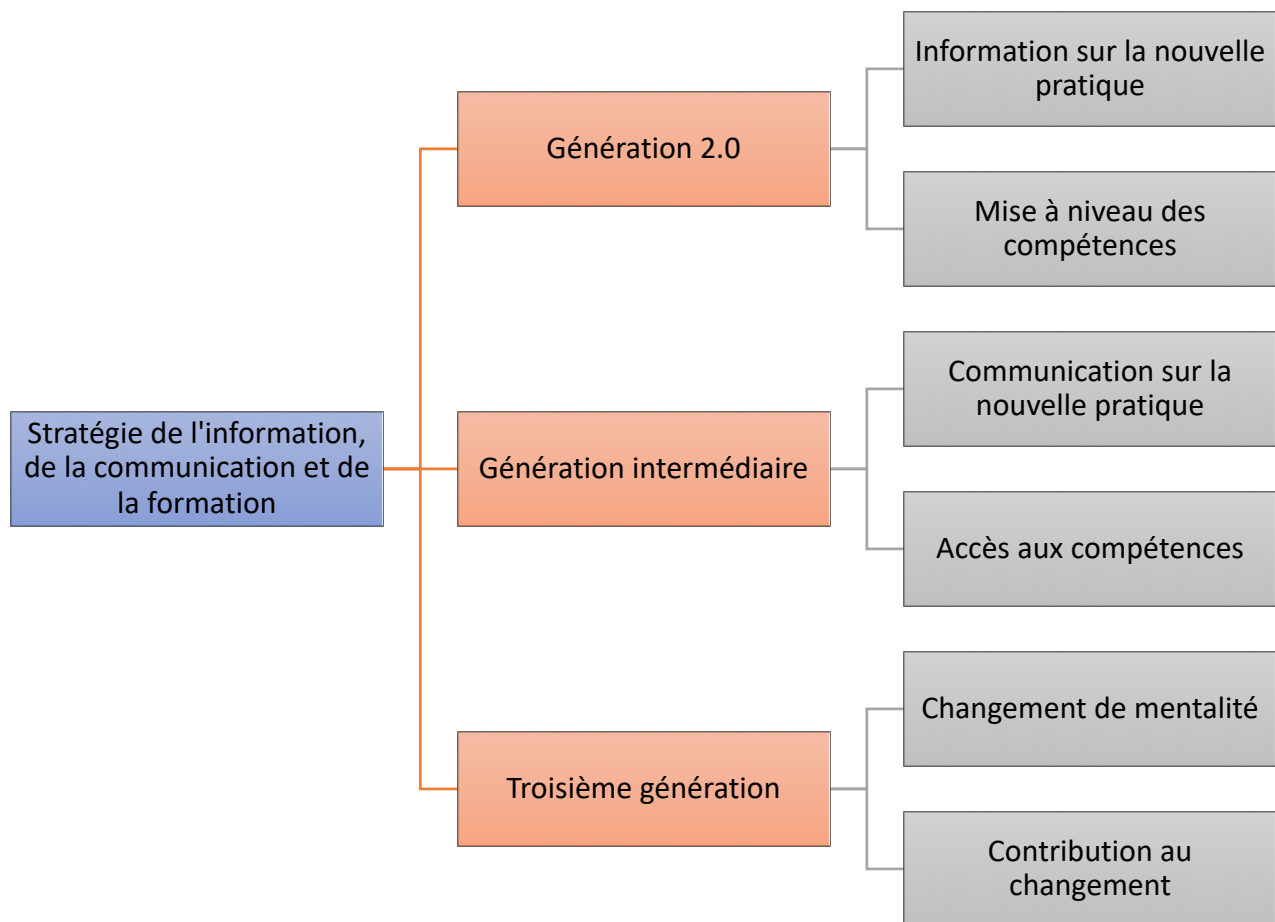 Stratégie de l'information,
de la communication et de
la formation
Génération 2.0
Information sur la nouvelle
pratique
Mise à niveau des
compétences
Génération intermédiaire
Communication sur la
nouvelle pratique
Accès aux compétences
Troisième génération
Changement de mentalité
Contribution au
changement